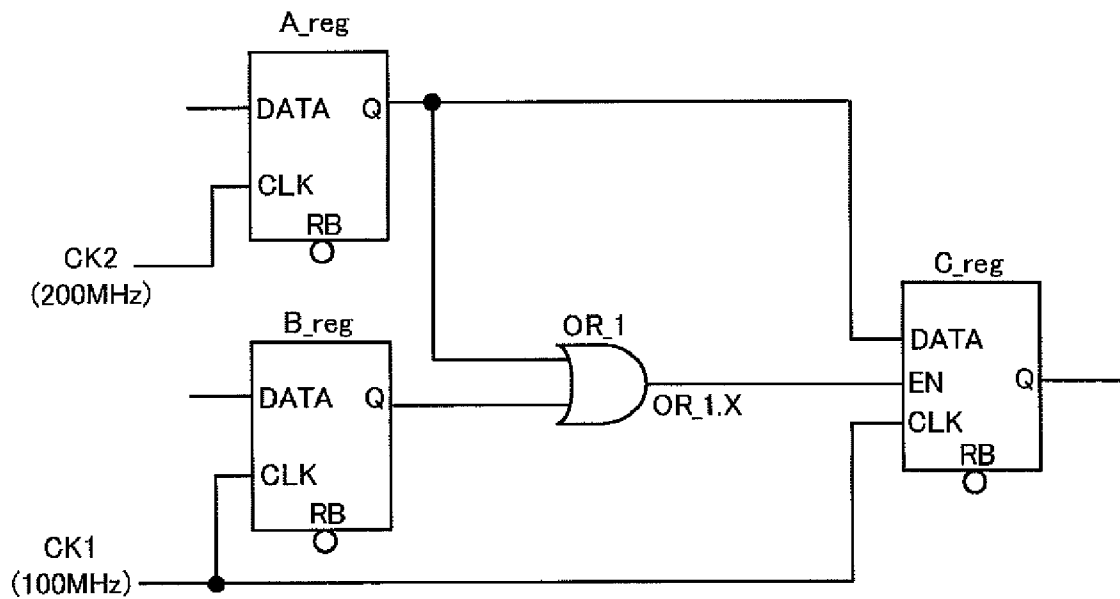 A_reg
DATA Q
CLK
RB
CK2
(200MHz)
B_reg
DATA Q
CLK
RB
CK1
(100MHz)
OR_1
OR_1.X
C_reg
DATA
EN Q
CLK
RB